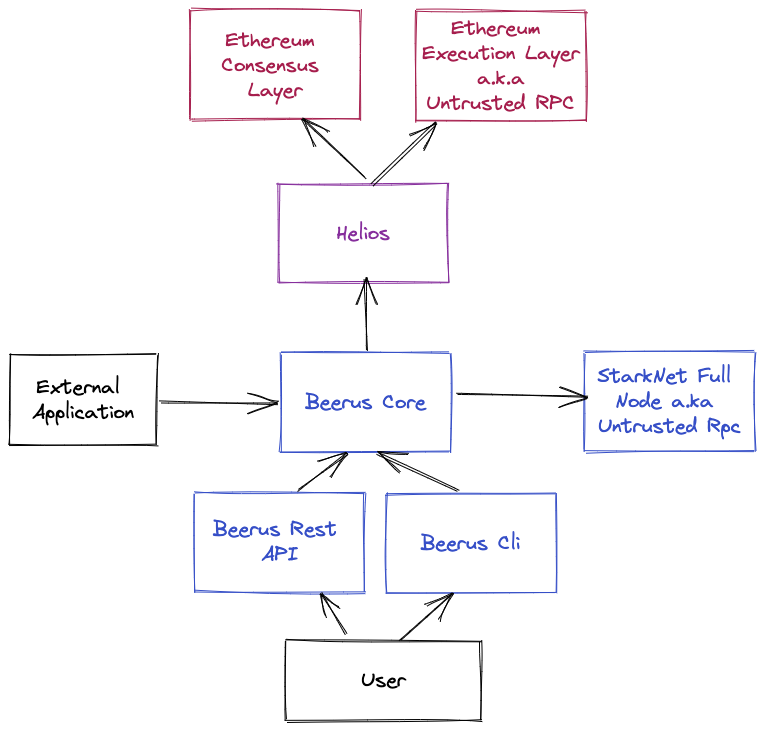 Ethereum
Consensus
Layer
Ethereum
Execution Layer
a.k.a
Untrusted RPC
Helios
External
Application
Beerus Core
StarkNet Full
Node a.ka
Untrusted Rpc
Beerus Rest
API
Beerus Cli
User